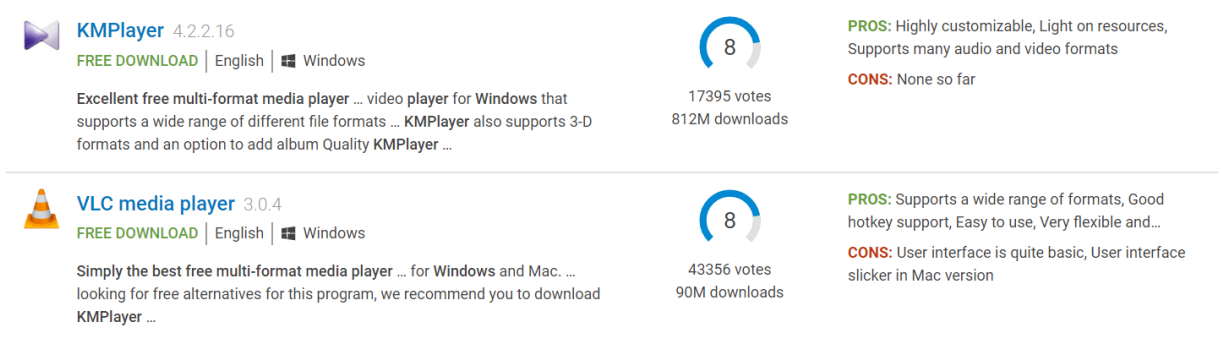 KMPlayer 4.2.2.16
FREE DOWNLOAD English Windows
Excellent free multi-format media player ... video player for Windows that
supports a wide range of different file formats ... KMPlayer also supports 3-D
formats and an option to add album Quality KMPlayer ...
8
17395 votes
812M downloads
PROS: Highly customizable, Light on resources,
Supports many audio and video formats
CONS: None so far
VLC media player 3.0.4
FREE DOWNLOAD English Windows
Simply the best free multi-format media player ... for Windows and Mac. ...
looking for free alternatives for this program, we recommend you to download
KMPlayer ...
8
43356 votes
90M downloads
PROS: Supports a wide range of formats, Good
hotkey support, Easy to use, Very flexible and...
CONS: User interface is quite basic, User interface
slicker in Mac version